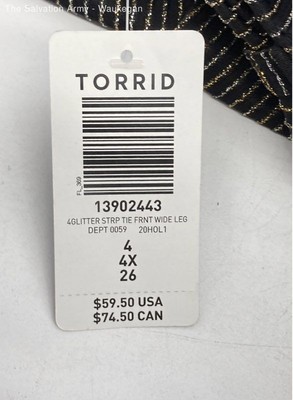 The Salvation Army - Waukegan
TORRID
FL_369
13902443
4GLITTER STRP TIE FRNT WIDE LEG
DEPT 0059 20HOL1
4
4X
26
$59.50 USA
$74.50 CAN